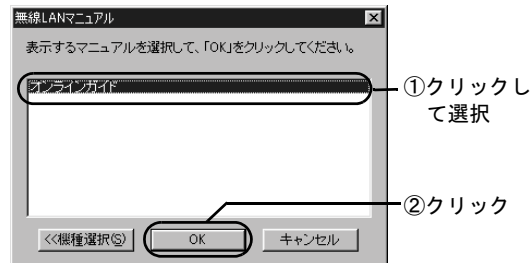 無線LANマニュアル
表示するマニュアルを選択して、「OK」をクリックしてください。
オンラインガイド
①クリックし
て選択
②クリック
<<機種選択(S)
OK
キャンセル